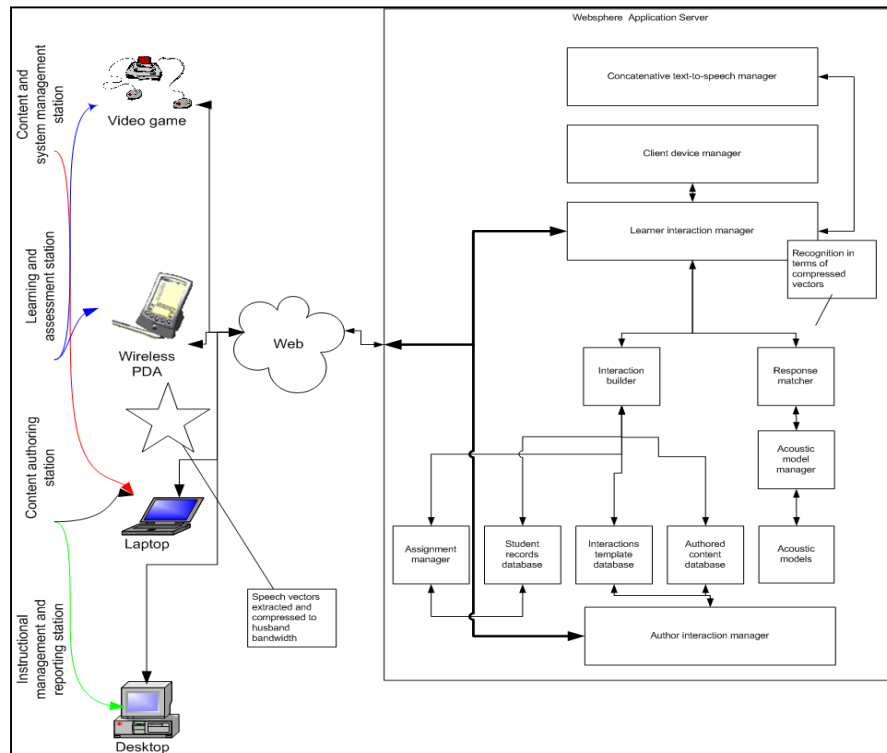 Websphere Application Server
Content and
system management
station
Video game
Concatenative text-to-speech manager
Client device manager
Learner interaction manager
Recognition in
terms of
compressed
vectors
Learning and
assessment station
Wireless
PDA
Web
Interaction
builder
Response
matcher
Content authoring
station
Laptop
Acoustic
model
manager
Assignment
manager
Student
records
database
Interactions
template
database
Authored
content
database
Acoustic
models
Speech vectors
extracted and
compressed to
husband
bandwidth
Author interaction manager
Instructional
management and
reporting station
Desktop